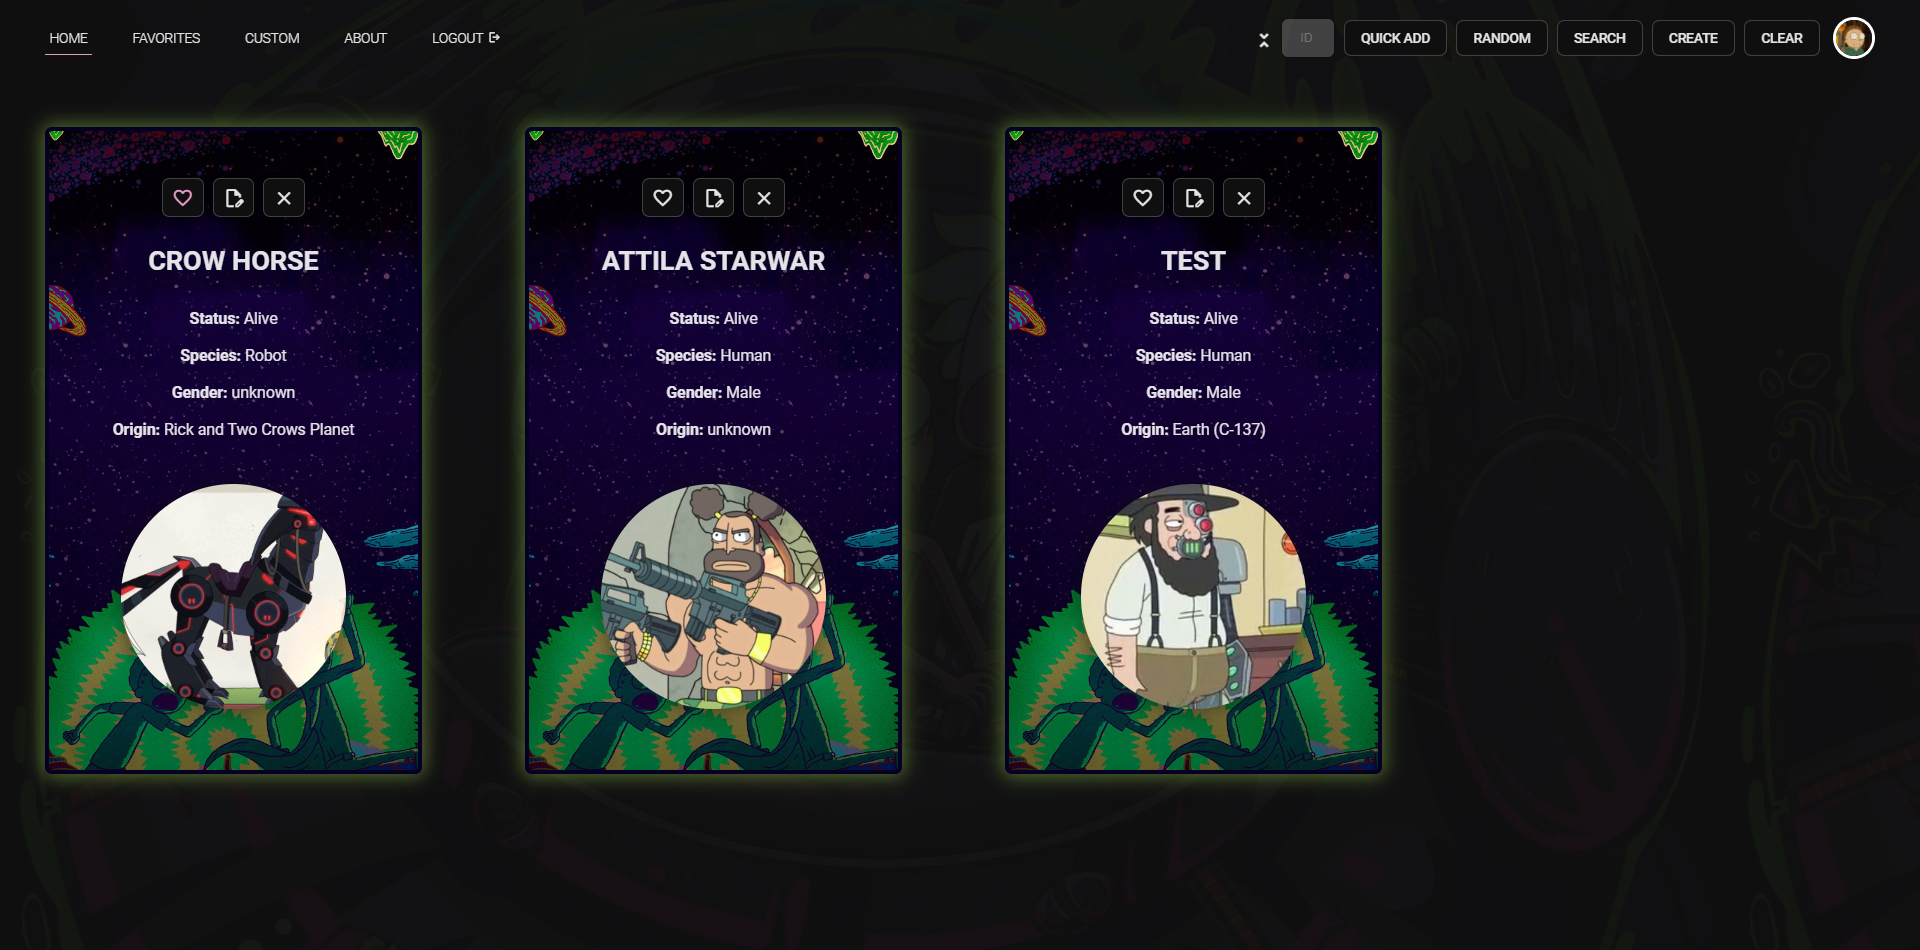 HOME FAVORITES CUSTOM ABOUT LOGOUT ID QUICK ADD RANDOM SEARCH CREATE CLEAR
CROW HORSE
Status: Alive
Species: Robot
Gender: unknown
Origin: Rick and Two Crows Planet
ATTILA STARWAR
Status: Alive
Species: Human
Gender: Male
Origin: unknown
TEST
Status: Alive
Species: Human
Gender: Male
Origin: Earth (C-137)